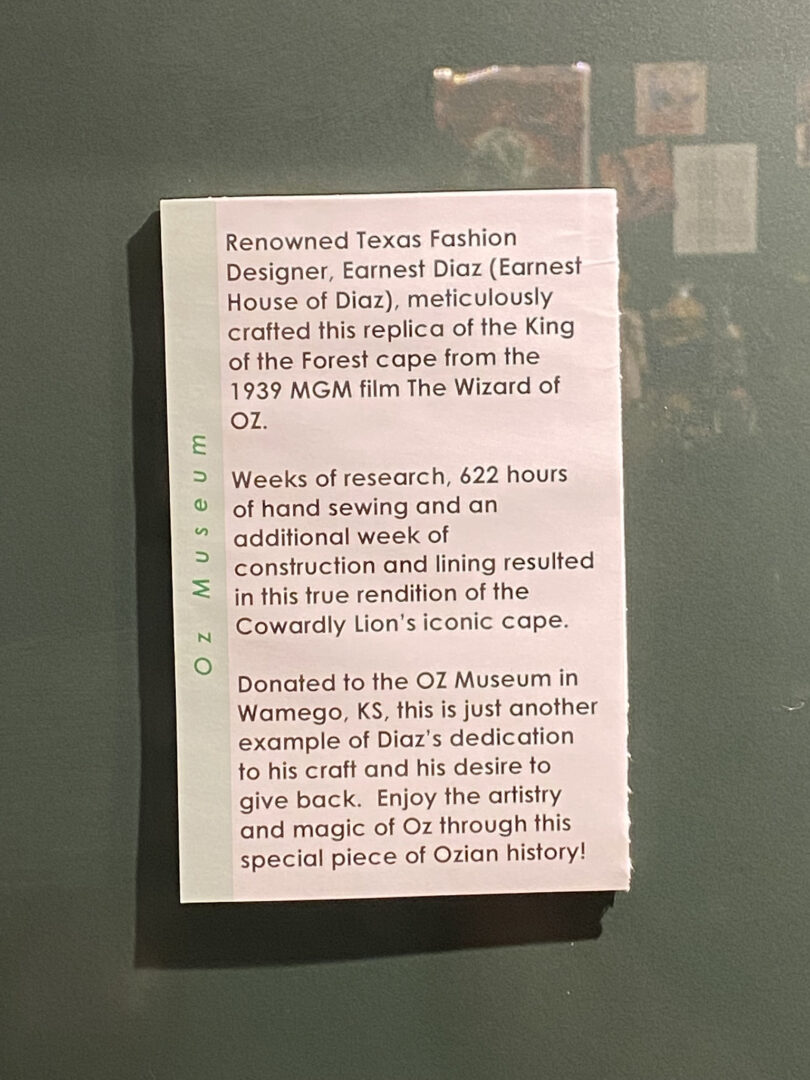 Renowned Texas Fashion
Designer, Earnest Diaz (Earnest
House of Diaz), meticulously
crafted this replica of the King
of the Forest cape from the
1939 MGM film The Wizard of
OZ.
Weeks of research, 622 hours
of hand sewing and an
additional week of
construction and lining resulted
in this true rendition of the
Cowardly Lion's iconic cape.
Donated to the OZ Museum in
Wamego, KS, this is just another
example of Diaz's dedication
to his craft and his desire to
give back.  Enjoy the artistry
and magic of Oz through this
special piece of Ozian history!
Oz Museum